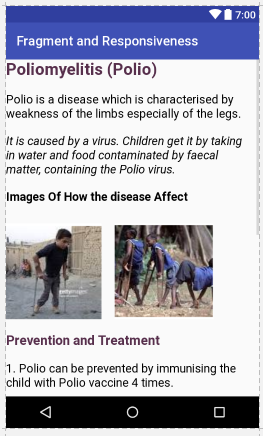 7:00
Fragment and Responsiveness
Poliomyelitis (Polio)
Polio is a disease which is characterised by
weakness of the limbs especially of the legs.
It is caused by a virus. Children get it by taking
in water and food contaminated by faecal
matter, containing the Polio virus.
Images Of How the disease Affect
Prevention and Treatment
1. Polio can be prevented by immunising the
child with Polio vaccine 4 times.